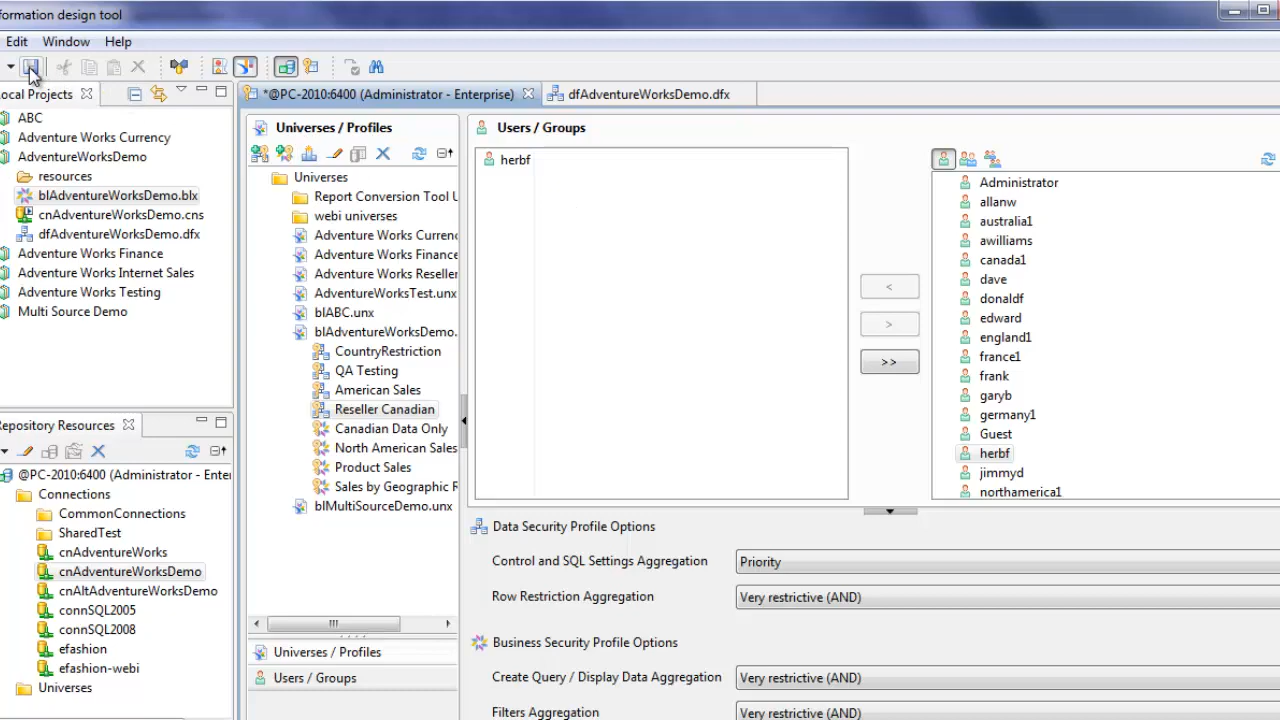 formation design tool
Edit Window Help
ocal Projects
ABC
Adventure Works Currency
AdventureWorksDemo
resources
blAdventureWorksDemo.blx
cnAdventureWorksDemo.cns
dfAdventureWorksDemo.dfx
Adventure Works Finance
Adventure Works Internet Sales
Adventure Works Testing
Multi Source Demo
epository Resources
@PC-2010:6400 (Administrator - Enter
Connections
CommonConnections
SharedTest
cnAdventureWorks
cnAdventureWorksDemo
cnAltAdventureWorksDemo
connSQL2005
connSQL2008
efashion
efashion-webi
Universes
*@PC-2010:6400 (Administrator - Enterprise)
dfAdventureWorksDemo.dfx
Universes / Profiles
Universes
Report Conversion Tool U
webi universes
Adventure Works Currenc
Adventure Works Finance
Adventure Works Reseller
AdventureWorksTest.unx
blABC.unx
blAdventureWorksDemo.
CountryRestriction
QA Testing
American Sales
Reseller Canadian
Canadian Data Only
North American Sales
Product Sales
Sales by Geographic R
blMultiSourceDemo.unx
Universes / Profiles
Users / Groups
Users / Groups
herbf
<
>
>>
Administrator
allanw
australia1
awilliams
canada1
dave
donaldf
edward
england1
france1
frank
garyb
germany1
Guest
herbf
jimmyd
northamerica1
Data Security Profile Options
Control and SQL Settings Aggregation Priority
Row Restriction Aggregation Very restrictive (AND)
Business Security Profile Options
Create Query / Display Data Aggregation Very restrictive (AND)
Filters Aggregation Very restrictive (AND)